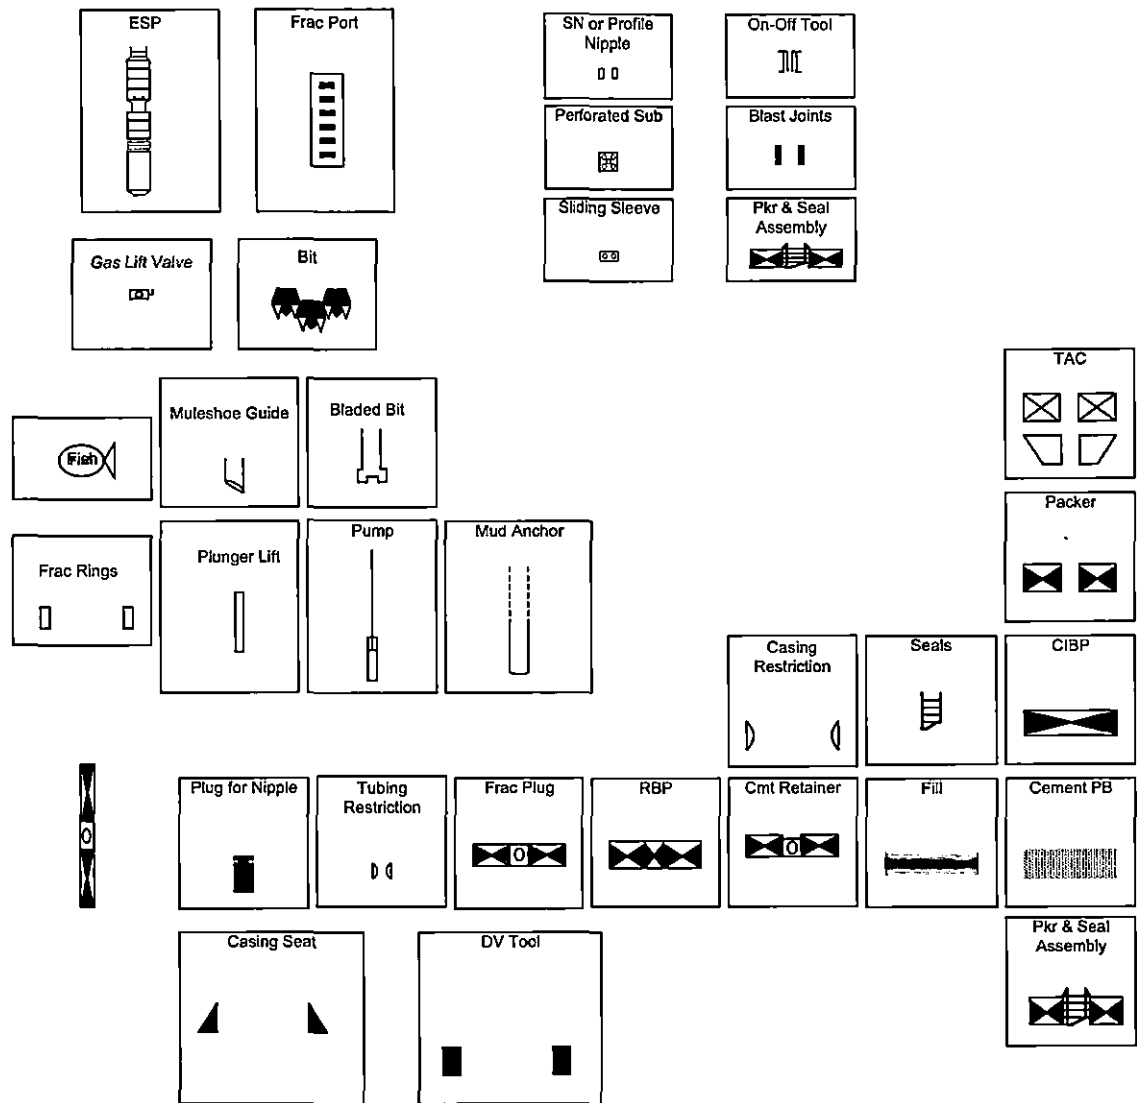 ESP
Frac Port
SN or Profile
Nipple
On-Off Tool
Perforated Sub
Blast Joints
Sliding Sleeve
Pkr & Seal
Assembly
Gas Lift Valve
Bit
TAC
Muleshoe Guide
Bladed Bit
Fish
Packer
Frac Rings
Plunger Lift
Pump
Mud Anchor
Casing
Restriction
Seals
CIBP
Plug for Nipple
Tubing
Restriction
Frac Plug
RBP
Cmt Retainer
Fill
Cement PB
Casing Seat
DV Tool
Pkr & Seal
Assembly